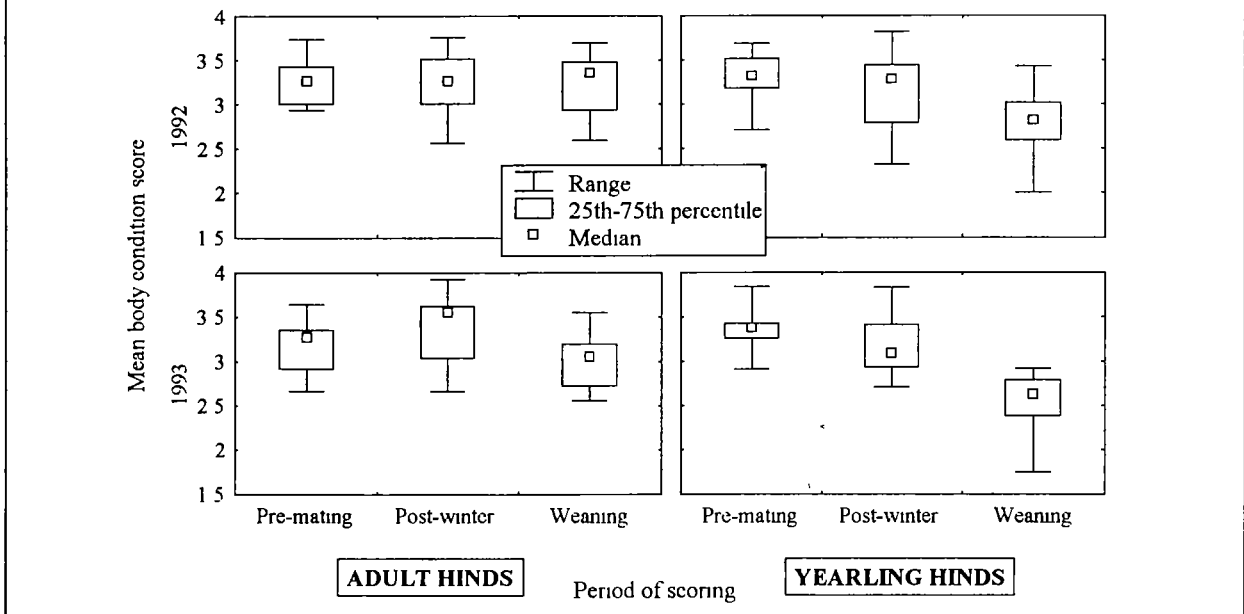 Mean body condition score
1992
4
3 5
3
2 5
2
1 5
Range
25th-75th percentile
Median
1993
4
3 5
3
2 5
2
1 5
Pre-mating Post-winter Weaning Pre-mating Post-winter Weaning
ADULT HINDS
Period of scoring
YEARLING HINDS